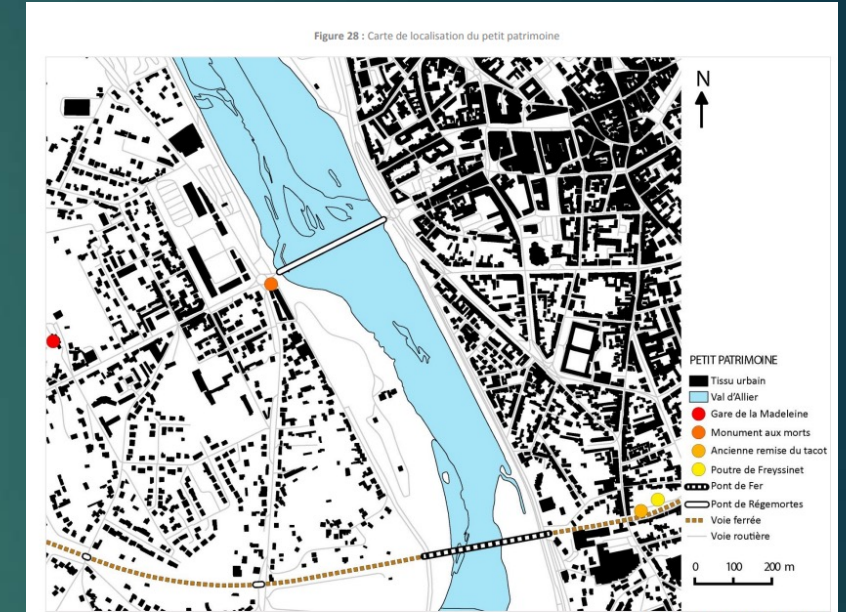 Figure 28 : Carte de localisation du petit patrimoine
N
PETIT PATRIMOINE
Tissu urbain
Val d'Allier
Gare de la Madeleine
Monument aux morts
Ancienne remise du tacot
Poutre de Freyssinet
Pont de Fer
Pont de Régemortes
Voie ferrée
Voie routière
0 100 200 m